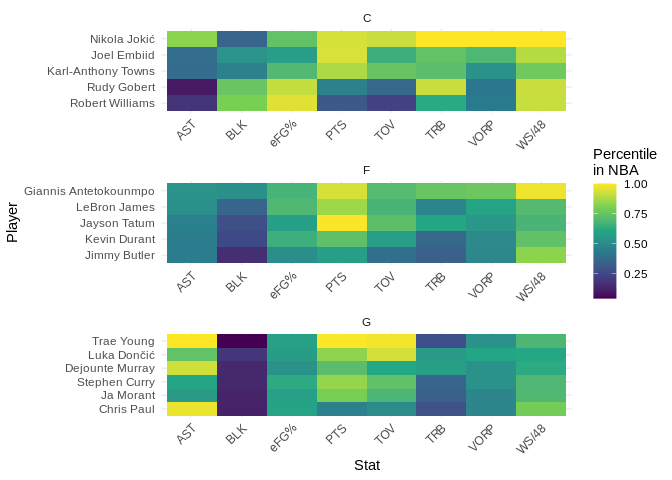 C
Nikola Jokić
Joel Embiid
Karl-Anthony Towns
Rudy Gobert
Robert Williams
AST BLK eFG% PTS TOV TRB VORP WS/48
F
Giannis Antetokounmpo
LeBron James
Jayson Tatum
Kevin Durant
Jimmy Butler
AST BLK eFG% PTS TOV TRB VORP WS/48
G
Trae Young
Luka Dončić
Dejounte Murray
Stephen Curry
Ja Morant
Chris Paul
AST BLK eFG% PTS TOV TRB VORP WS/48
Stat
Player
Percentile
in NBA
1.00
0.75
0.50
0.25